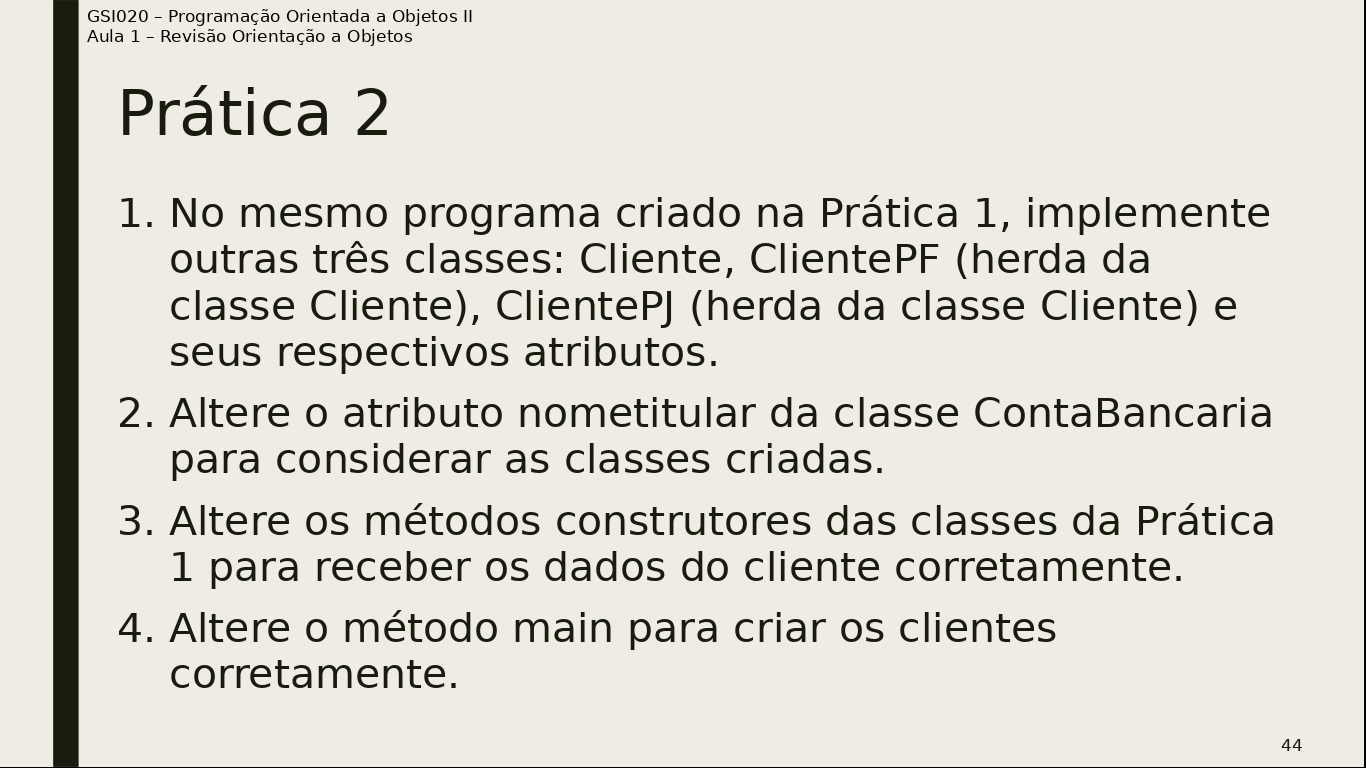 GSI020 – Programação Orientada a Objetos II
Aula 1 – Revisão Orientação a Objetos
Prática 2
1. No mesmo programa criado na Prática 1, implemente
outras três classes: Cliente, ClientePF (herda da
classe Cliente), ClientePJ (herda da classe Cliente) e
seus respectivos atributos.
2. Altere o atributo nometitular da classe ContaBancaria
para considerar as classes criadas.
3. Altere os métodos construtores das classes da Prática
1 para receber os dados do cliente corretamente.
4. Altere o método main para criar os clientes
corretamente.
44